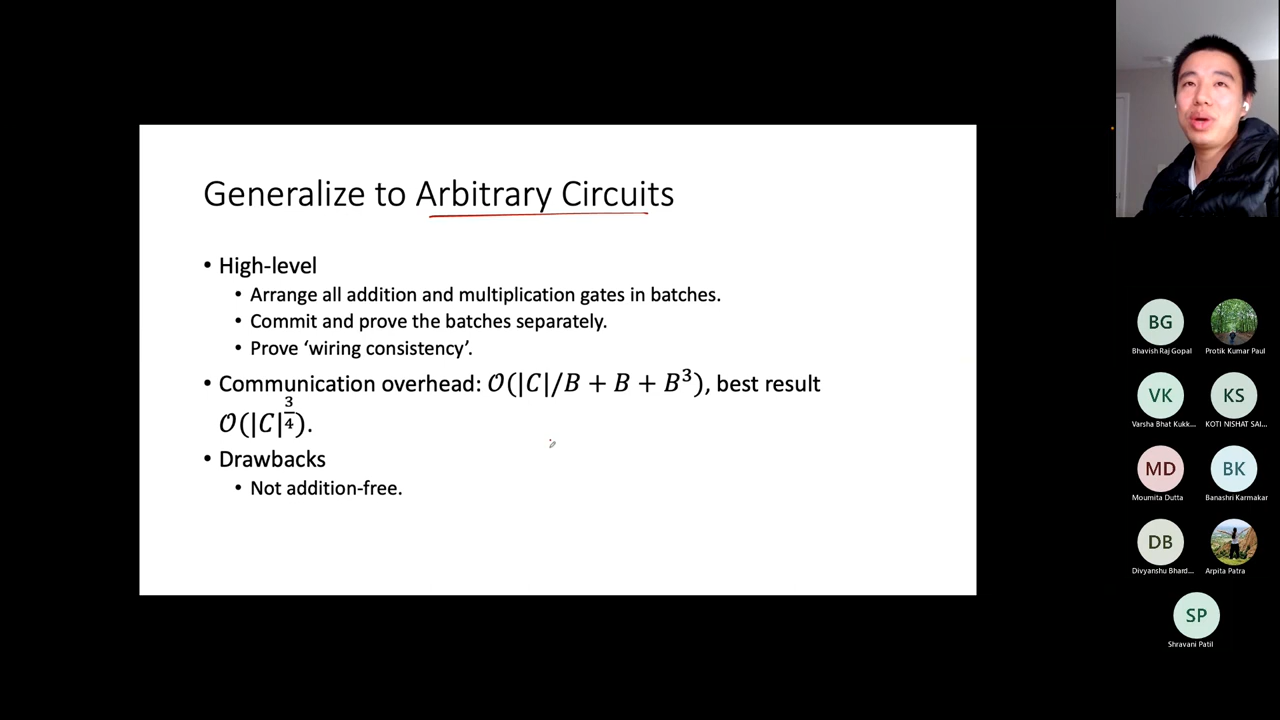 Generalize to Arbitrary Circuits
• High-level
• Arrange all addition and multiplication gates in batches.
• Commit and prove the batches separately.
• Prove ‘wiring consistency’.
• Communication overhead: 𝒪(|C|/B + B + B³), best result
𝒪(|C|^{3/4}).
• Drawbacks
• Not addition-free.
BG
Bhavish Raj Gopal
Protik Kumar Paul
VK
KS
Varsha Bhat Kukk...
KOTI NISHAT SAI...
MD
BK
Moumita Dutta
Banashri Karmakar
DB
Divyanshu Bhard...
Arpita Patra
SP
Shravani Patil